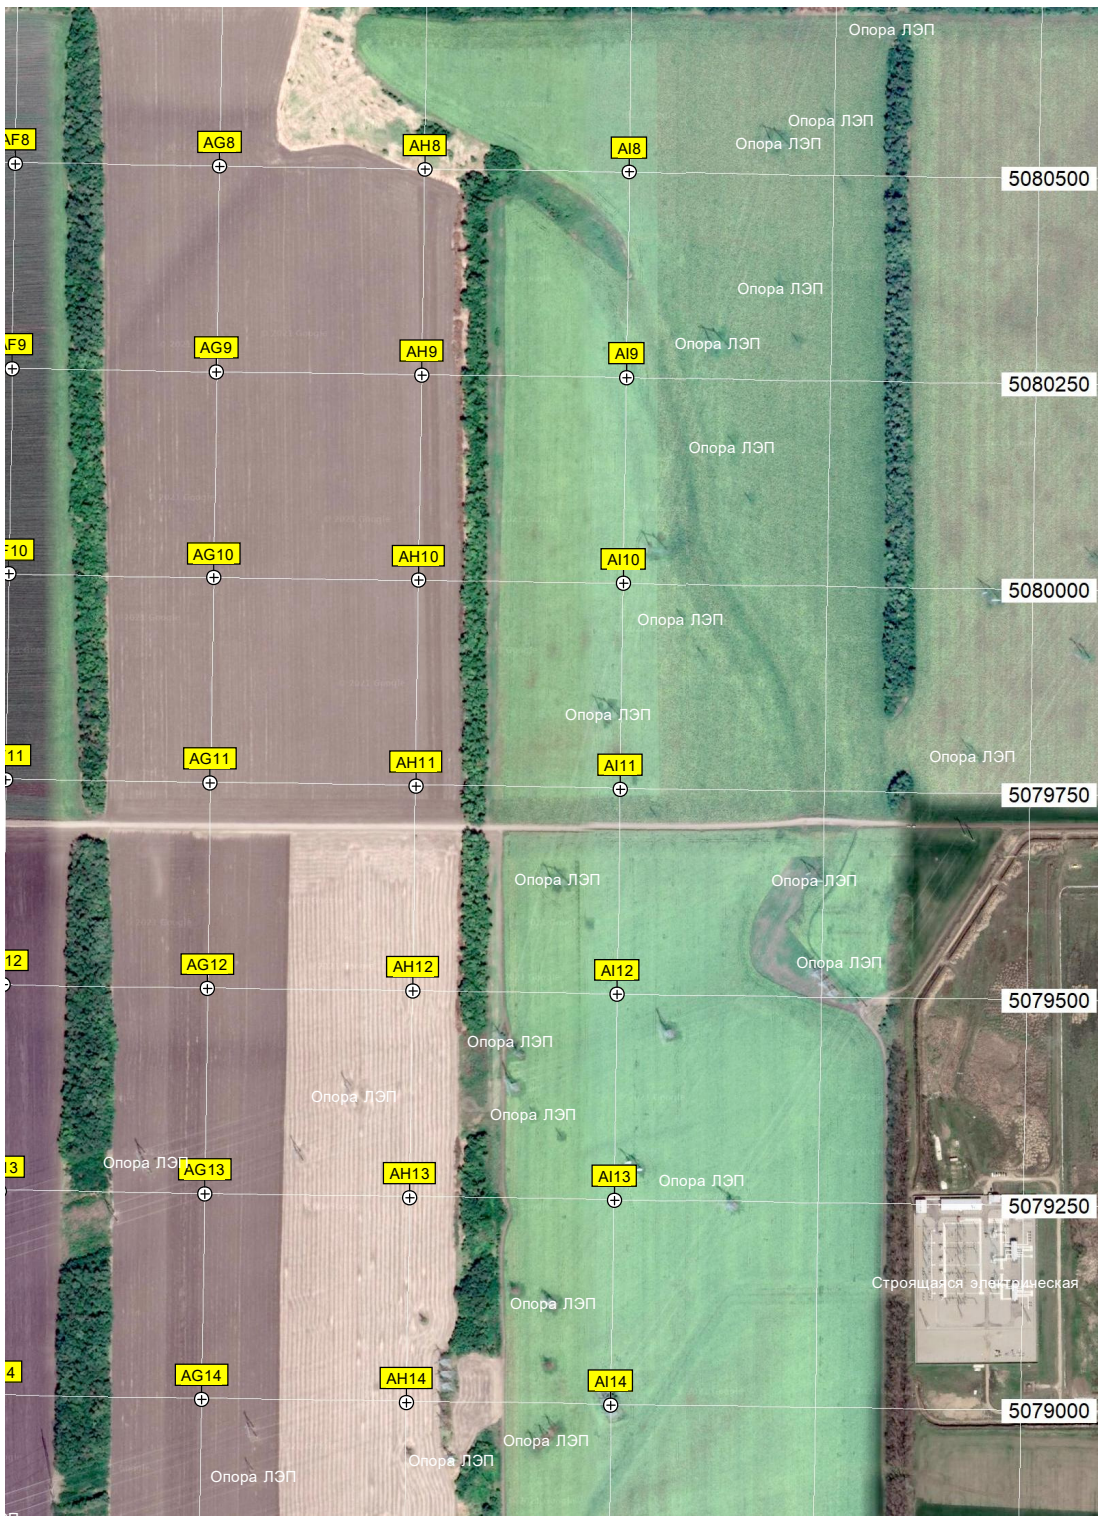 Опора ЛЭП
Опора ЛЭП
AF8
AG8
AH8
Опора ЛЭП
AI8
5080500
Опора ЛЭП
AF9
AG9
AH9
Опора ЛЭП
AI9
5080250
Опора ЛЭП
F10
AG10
AH10
AI10
5080000
Опора ЛЭП
Опора ЛЭП
11
AG11
AH11
AI11
Опора ЛЭП
5079750
Опора ЛЭП
Опора ЛЭП
12
AG12
AH12
AI12
Опора ЛЭП
5079500
Опора ЛЭП
Опора ЛЭП
Опора ЛЭП
Опора ЛЭП
13
AG13
AH13
AI13
Опора ЛЭП
5079250
Строящаяся электрическая
Опора ЛЭП
4
AG14
AH14
AI14
5079000
Опора ЛЭП
Опора ЛЭП
Опора ЛЭП